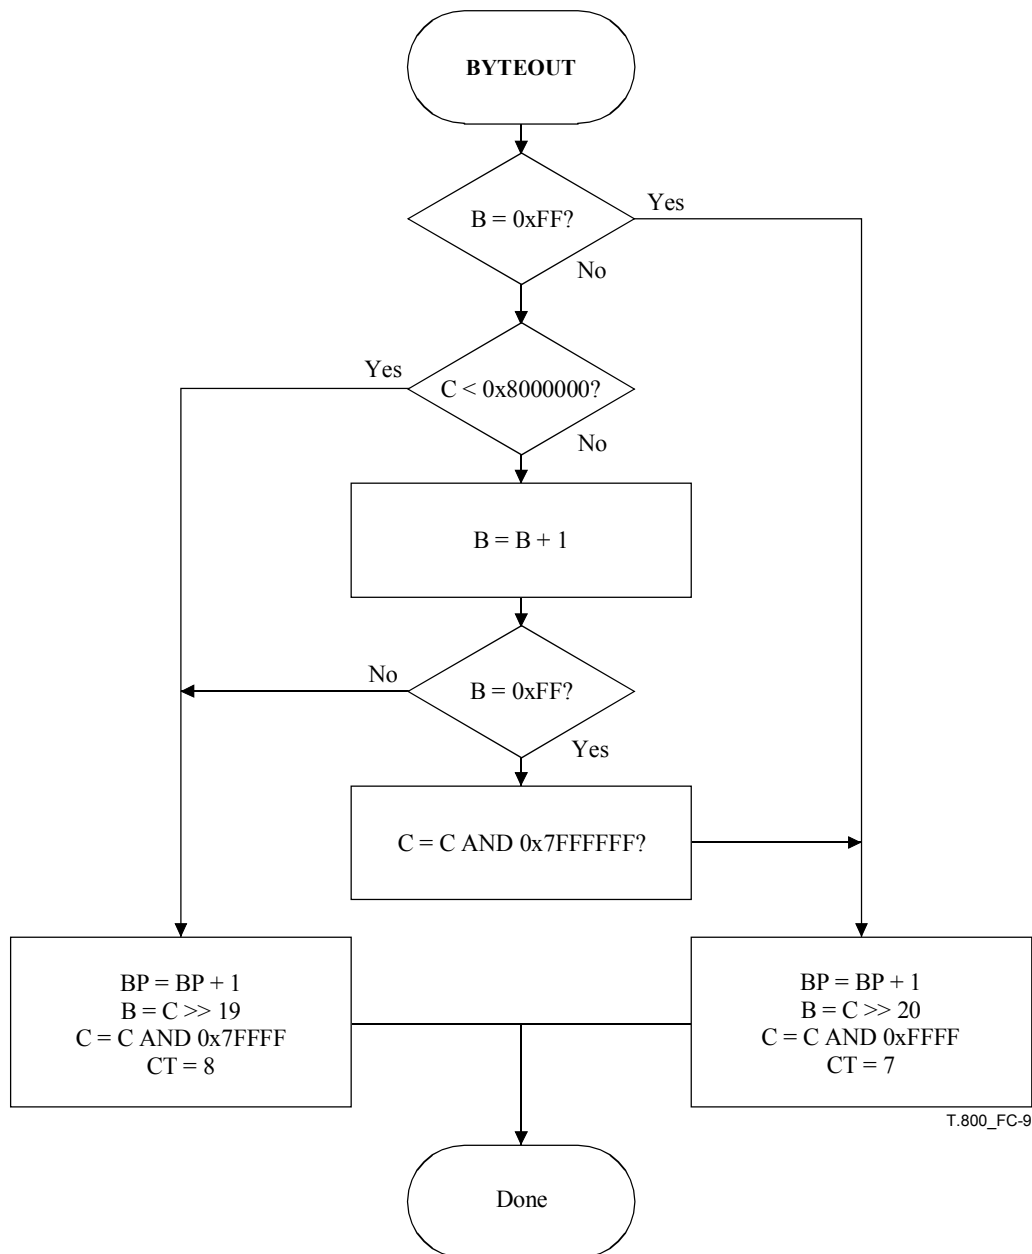 BYTEOUT
B = 0xFF?
Yes
No
Yes
C < 0x8000000?
No
B = B + 1
No
B = 0xFF?
Yes
C = C AND 0x7FFFFFF?
BP = BP + 1
B = C >> 19
C = C AND 0x7FFFF
CT = 8
BP = BP + 1
B = C >> 20
C = C AND 0xFFFF
CT = 7
T.800_FC-9
Done